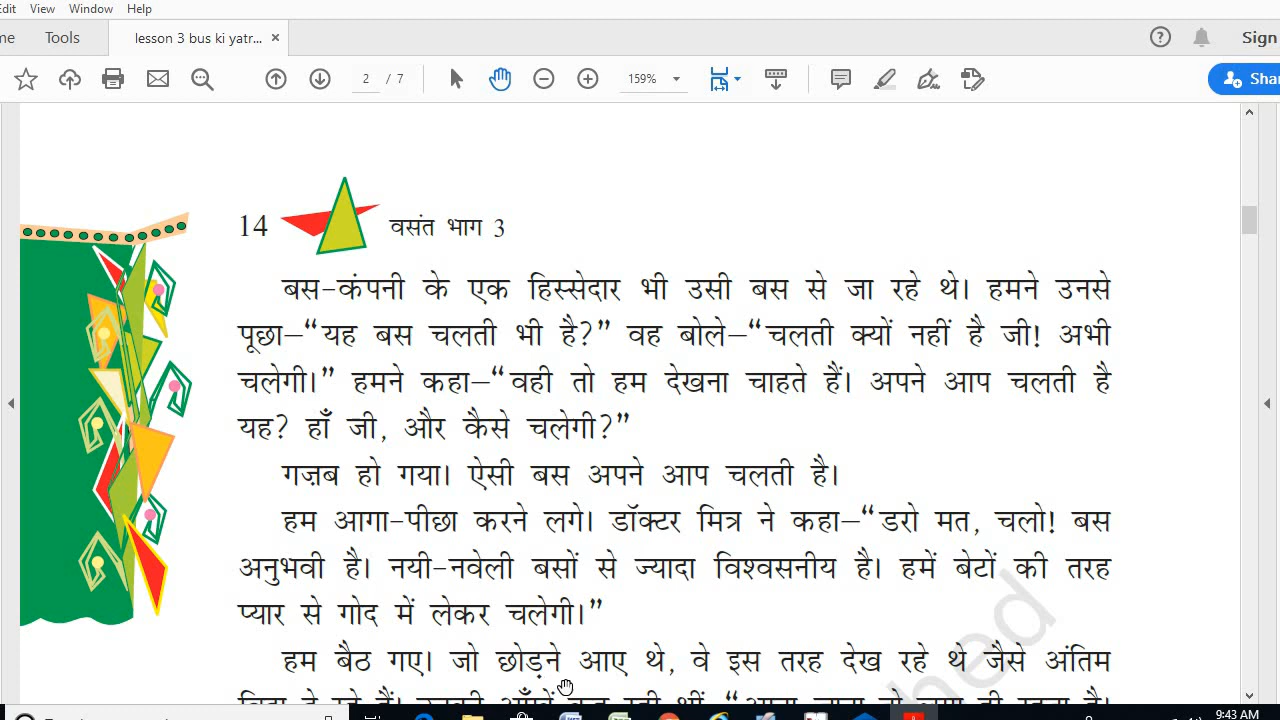 Edit View Window Help
me Tools lesson 3 bus ki yatr... ×
Sign
2 / 7 159% Shar
14 वसंत भाग 3
बस-कंपनी के एक हिस्सेदार भी उसी बस से जा रहे थे। हमने उनसे
पूछा–“यह बस चलती भी है?” वह बोले–“चलती क्यों नहीं है जी! अभी
चलेगी।” हमने कहा–“वही तो हम देखना चाहते हैं। अपने आप चलती है
यह? हाँ जी, और कैसे चलेगी?”
गज़ब हो गया। ऐसी बस अपने आप चलती है।
हम आगा-पीछा करने लगे। डॉक्टर मित्र ने कहा–“डरो मत, चलो! बस
अनुभवी है। नयी-नवेली बसों से ज्यादा विश्वसनीय है। हमें बेटों की तरह
प्यार से गोद में लेकर चलेगी।”
हम बैठ गए। जो छोड़ने आए थे, वे इस तरह देख रहे थे जैसे अंतिम
9:43 AM